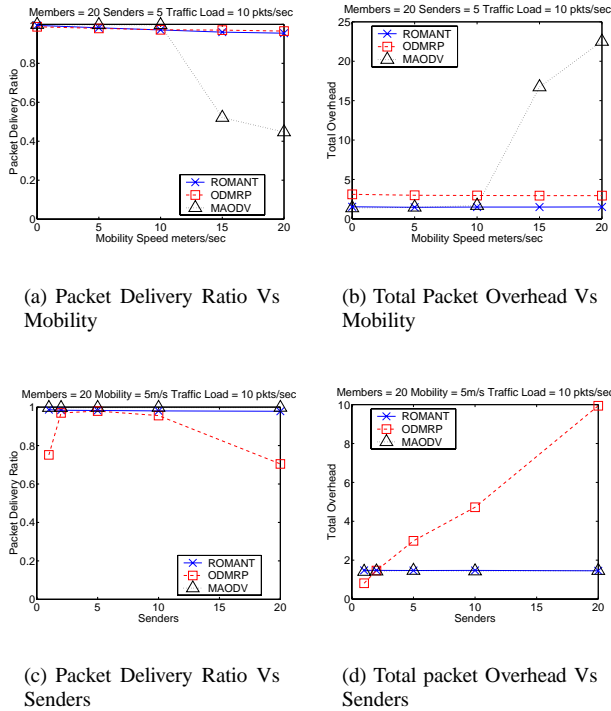 Members = 20 Senders = 5 Traffic Load = 10 pkts/sec
1
0.8
0.6
0.4
0.2
0
Packet Delivery Ratio
ROMANT
ODMRP
MAODV
0 5 10 15 20
Mobility Speed meters/sec
(a) Packet Delivery Ratio Vs
Mobility
Members = 20 Senders = 5 Traffic Load = 10 pkts/sec
25
20
15
10
5
0
Total Overhead
ROMANT
ODMRP
MAODV
0 5 10 15 20
Mobility Speed meters/sec
(b) Total Packet Overhead Vs
Mobility
Members = 20 Mobility = 5m/s Traffic Load = 10 pkts/sec
1
0.8
0.6
0.4
0.2
0
Packet Delivery Ratio
ROMANT
ODMRP
MAODV
0 5 10 15 20
Senders
(c) Packet Delivery Ratio Vs
Senders
Members = 20 Mobility = 5m/s Traffic Load = 10 pkts/sec
10
8
6
4
2
0
Total Overhead
ROMANT
ODMRP
MAODV
0 5 10 15 20
Senders
(d) Total packet Overhead Vs
Senders